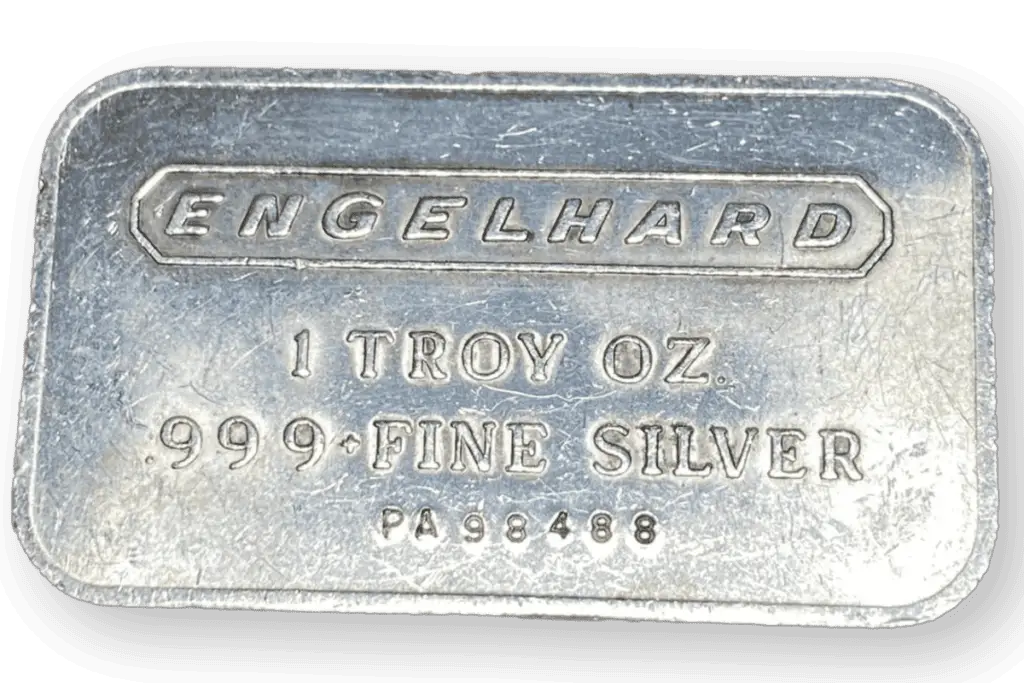 ENGELHARD
1 TROY OZ.
.999+FINE SILVER
PA98488